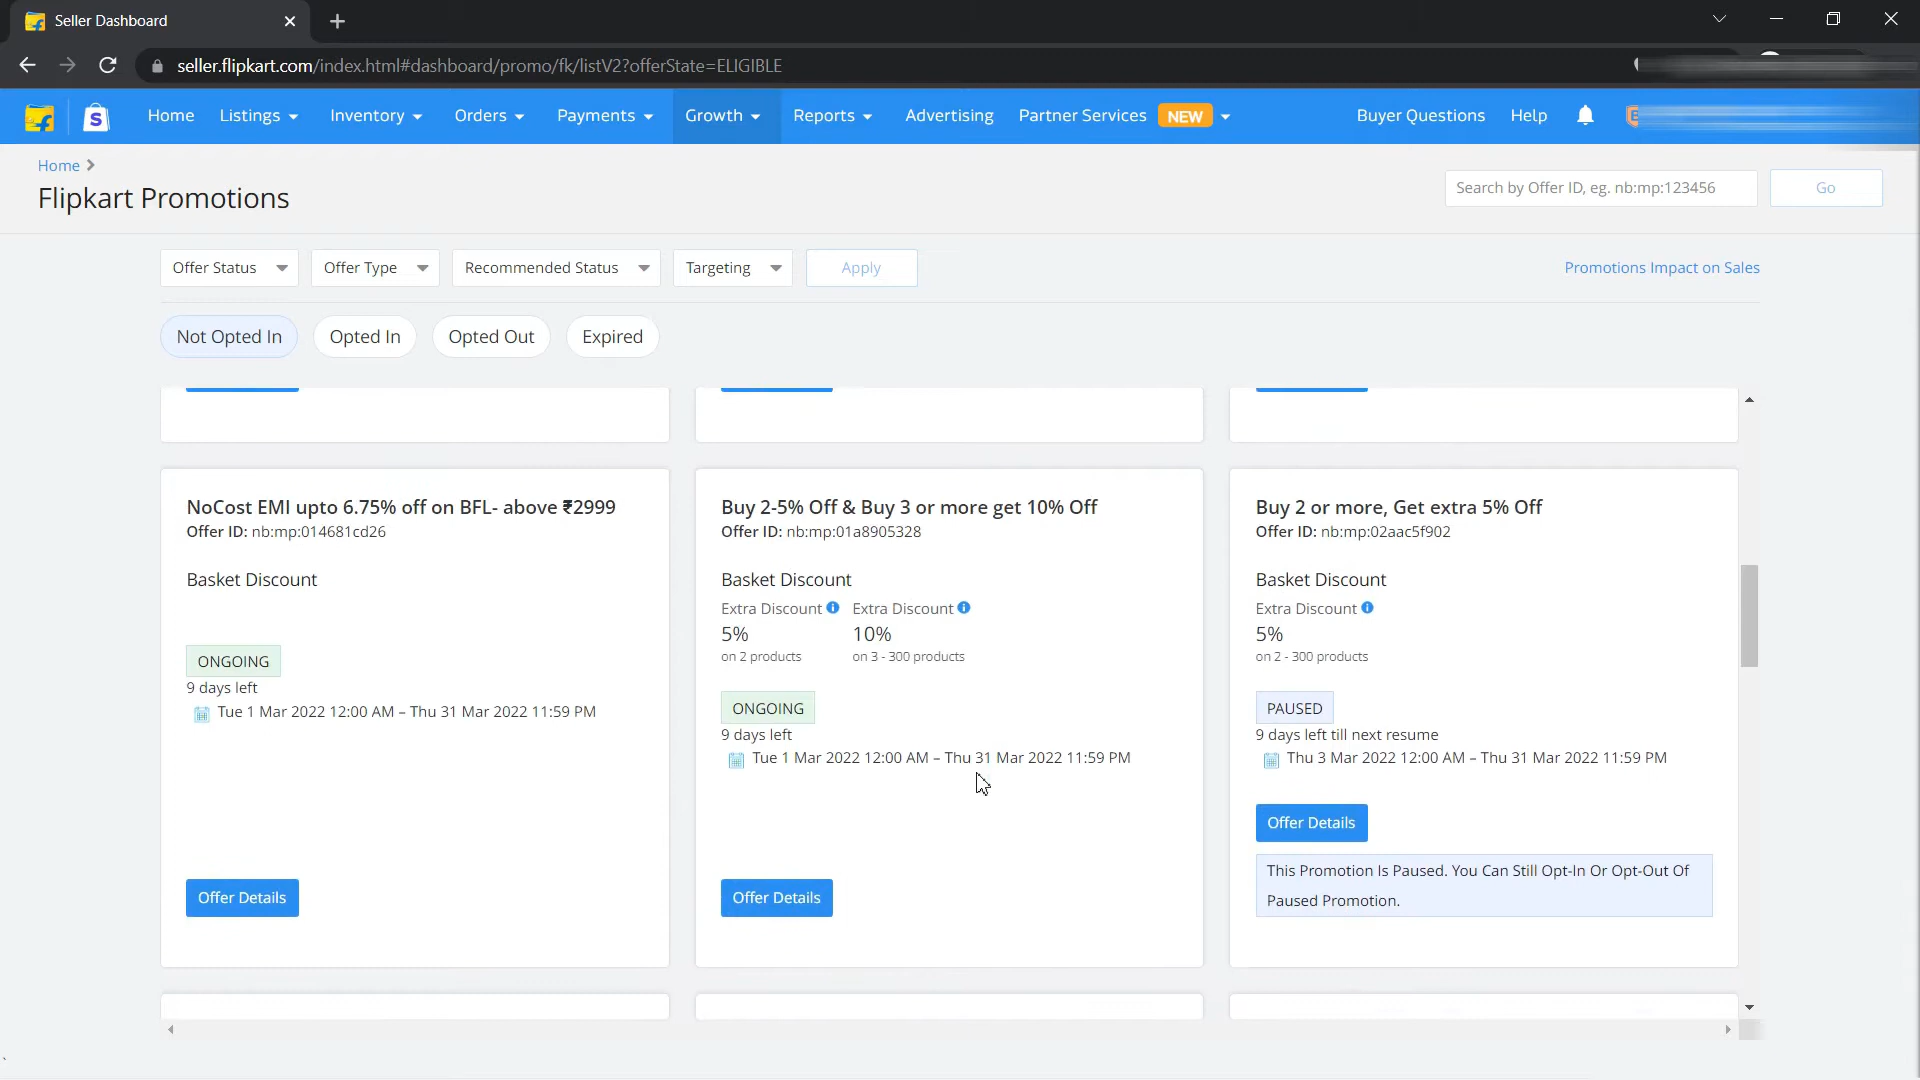 Seller Dashboard
seller.flipkart.com/index.html#dashboard/promo/fk/listV2?offerState=ELIGIBLE
S Home Listings Inventory Orders Payments Growth Reports Advertising Partner Services NEW Buyer Questions Help
Home
Flipkart Promotions
Search by Offer ID, eg. nb:mp:123456 Go
Offer Status Offer Type Recommended Status Targeting Apply Promotions Impact on Sales
Not Opted In Opted In Opted Out Expired
NoCost EMI upto 6.75% off on BFL- above ₹2999
Offer ID: nb:mp:014681cd26
Basket Discount
ONGOING
9 days left
Tue 1 Mar 2022 12:00 AM – Thu 31 Mar 2022 11:59 PM
Offer Details
Buy 2-5% Off & Buy 3 or more get 10% Off
Offer ID: nb:mp:01a8905328
Basket Discount
Extra Discount Extra Discount
5% 10%
on 2 products on 3 - 300 products
ONGOING
9 days left
Tue 1 Mar 2022 12:00 AM – Thu 31 Mar 2022 11:59 PM
Offer Details
Buy 2 or more, Get extra 5% Off
Offer ID: nb:mp:02aac5f902
Basket Discount
Extra Discount
5%
on 2 - 300 products
PAUSED
9 days left till next resume
Thu 3 Mar 2022 12:00 AM – Thu 31 Mar 2022 11:59 PM
Offer Details
This Promotion Is Paused. You Can Still Opt-In Or Opt-Out Of
Paused Promotion.